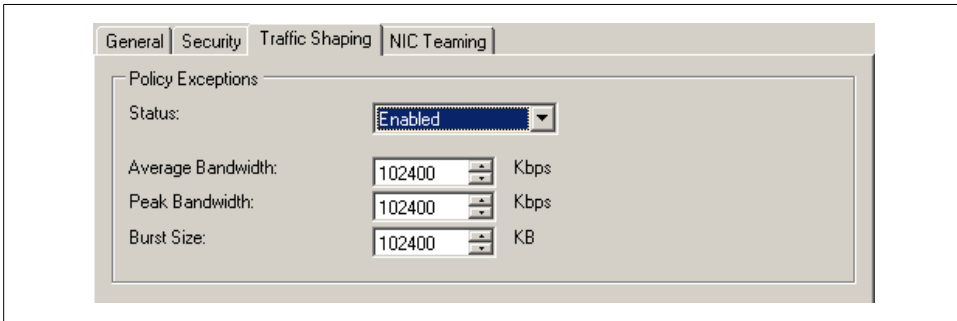 General Security Traffic Shaping NIC Teaming
Policy Exceptions
Status: Enabled
Average Bandwidth: 102400 Kbps
Peak Bandwidth: 102400 Kbps
Burst Size: 102400 KB